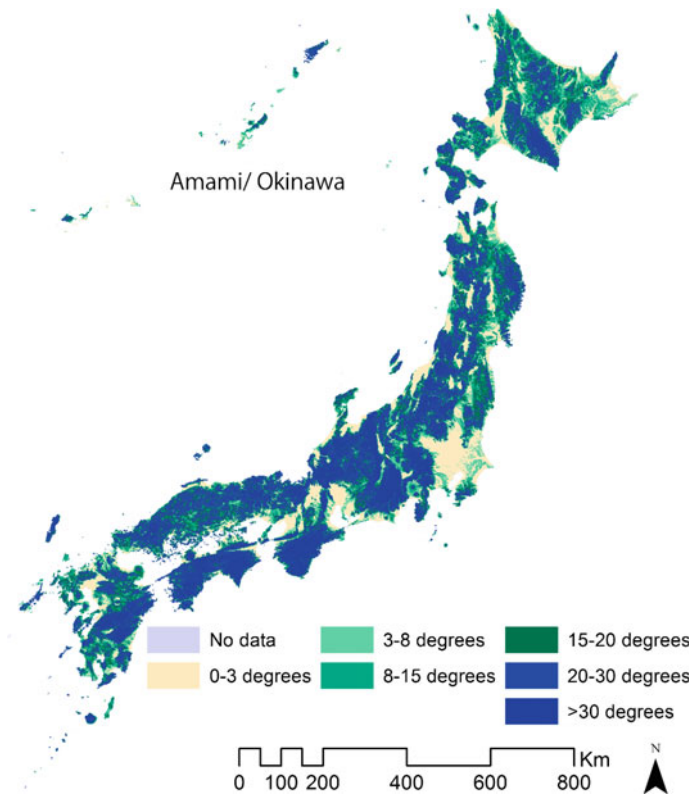 Amami/ Okinawa
No data
3-8 degrees
15-20 degrees
0-3 degrees
8-15 degrees
20-30 degrees
>30 degrees
Km
0 100 200 400 600 800
N